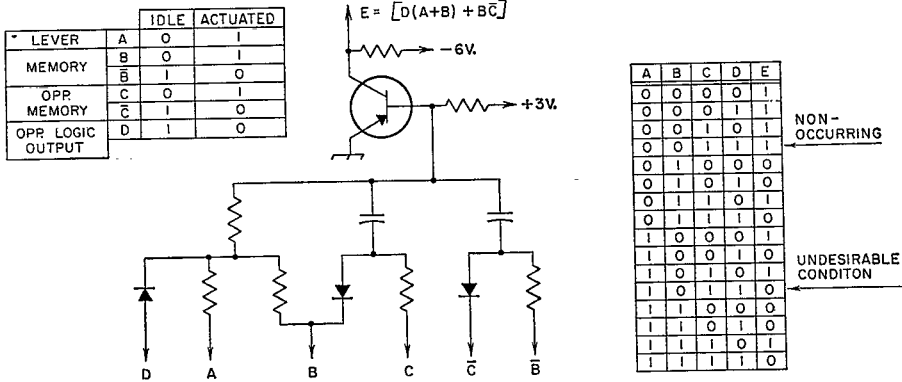 IDLE ACTUATED
LEVER A 0 1
MEMORY B 0 1
B̅ 1 0
OPP. MEMORY C 0 1
C̅ 1 0
OPP. LOGIC OUTPUT D 1 0
E = [D(A+B) + BC̅]
−6V.
+3V.
D A B C C̅ B̅
A B C D E
0 0 0 0 1
0 0 0 1 1
0 0 1 0 1
0 0 1 1 1
0 1 0 0 0
0 1 0 1 0
0 1 1 0 1
0 1 1 1 0
1 0 0 0 1
1 0 0 1 0
1 0 1 0 1
1 0 1 1 0
1 1 0 0 0
1 1 0 1 0
1 1 1 0 1
1 1 1 1 0
NON-
OCCURRING
UNDESIRABLE
CONDITON